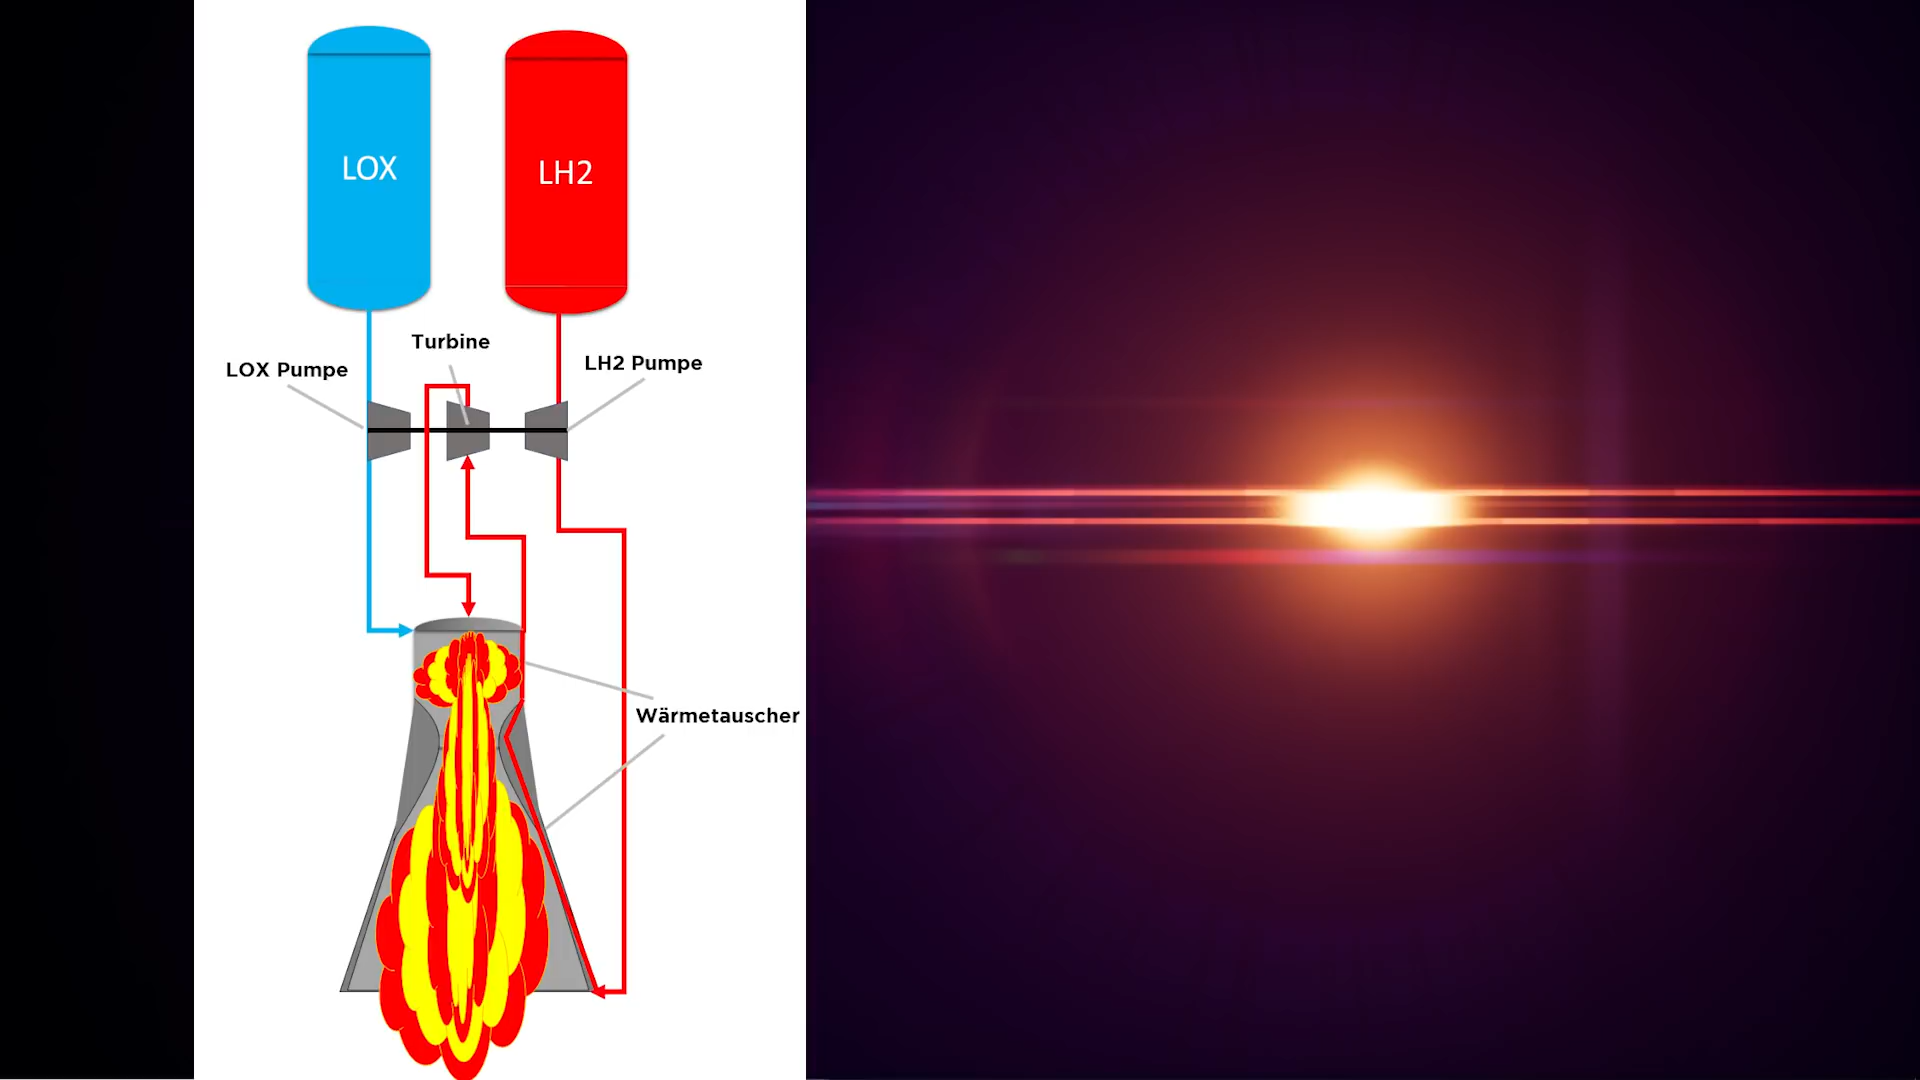 LOX
LH2
Turbine
LOX Pumpe
LH2 Pumpe
Wärmetauscher